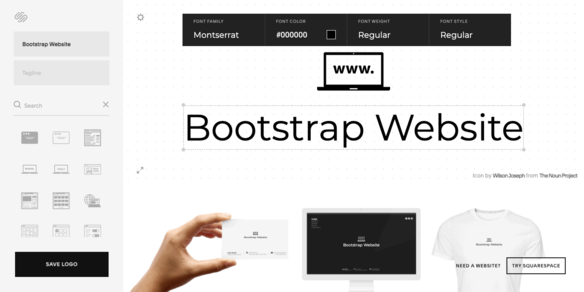 Bootstrap Website
Tagline
Search
SAVE LOGO
FONT FAMILY
Montserrat
FONT COLOR
#000000
FONT WEIGHT
Regular
FONT STYLE
Regular
www.
Bootstrap Website
Icon by Wilson Joseph from The Noun Project
Bootstrap Website
Bootstrap Website
Bootstrap Website
NEED A WEBSITE?
TRY SQUARESPACE